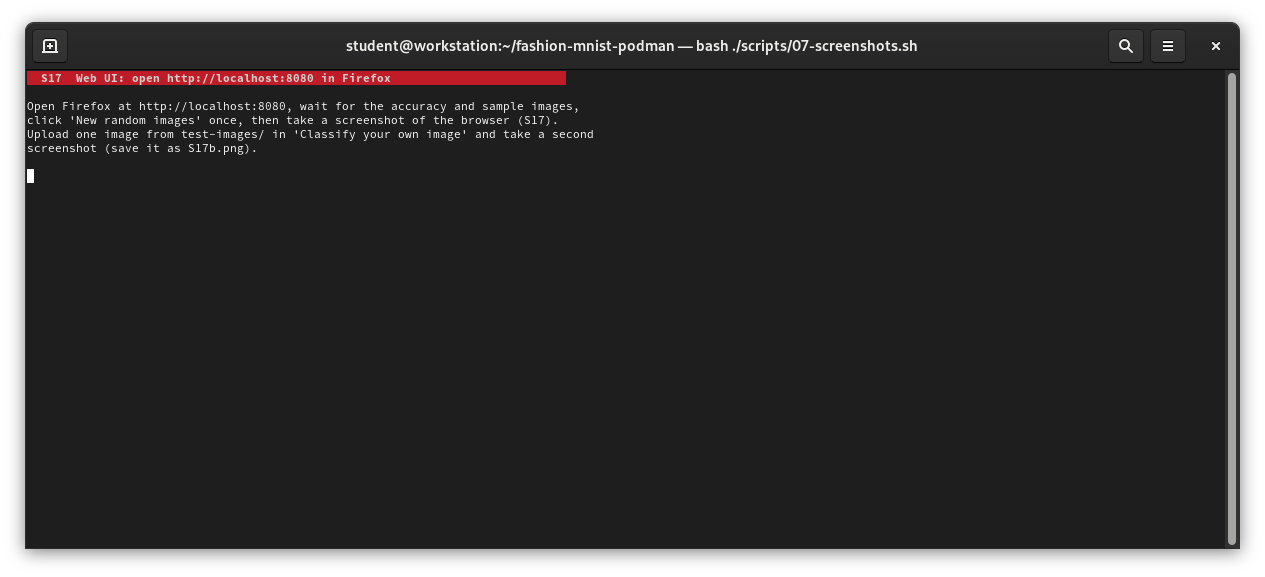 student@workstation:~/fashion-mnist-podman — bash ./scripts/07-screenshots.sh
S17  Web UI: open http://localhost:8080 in Firefox
Open Firefox at http://localhost:8080, wait for the accuracy and sample images,
click 'New random images' once, then take a screenshot of the browser (S17).
Upload one image from test-images/ in 'Classify your own image' and take a second
screenshot (save it as S17b.png).